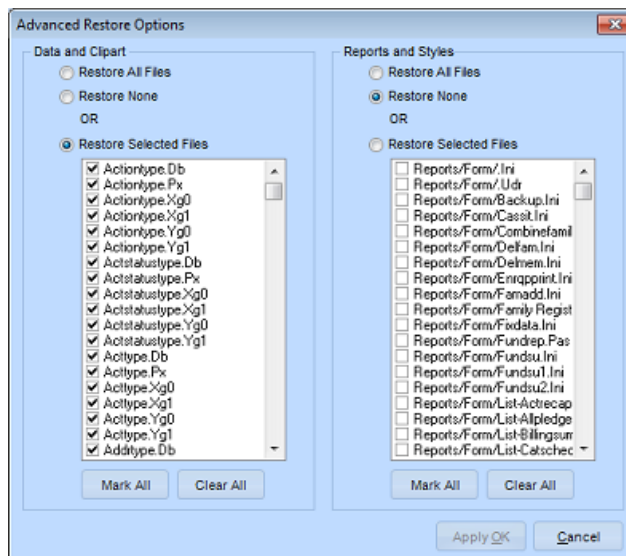 Advanced Restore Options
Data and Clipart
Restore All Files
Restore None
OR
Restore Selected Files
Actiontype.Db
Actiontype.Px
Actiontype.Xg0
Actiontype.Xg1
Actiontype.Yg0
Actiontype.Yg1
Actstatustype.Db
Actstatustype.Px
Actstatustype.Xg0
Actstatustype.Xg1
Actstatustype.Yg0
Actstatustype.Yg1
Acttype.Db
Acttype.Px
Acttype.Xg0
Acttype.Xg1
Acttype.Yg0
Acttype.Yg1
Additype.Db
Mark All
Clear All
Reports and Styles
Restore All Files
Restore None
OR
Restore Selected Files
Reports/Form/.Ini
Reports/Form/.Udr
Reports/Form/Backup.Ini
Reports/Form/Cassit.Ini
Reports/Form/Combinefamil
Reports/Form/Delfam.Ini
Reports/Form/Delmem.Ini
Reports/Form/Enrqpprint.Ini
Reports/Form/Famadd.Ini
Reports/Form/Family Regist
Reports/Form/Fixdata.Ini
Reports/Form/Fundrep.Pas
Reports/Form/Fundsu.Ini
Reports/Form/Fundsu1.Ini
Reports/Form/Fundsu2.Ini
Reports/Form/List-Actrecap
Reports/Form/List-Allpledge
Reports/Form/List-Billingsum
Reports/Form/List-Catschec
Mark All
Clear All
Apply OK
Cancel